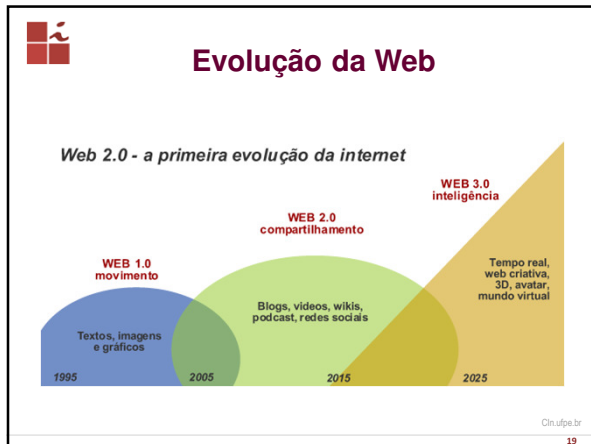 Evolução da Web
Web 2.0 - a primeira evolução da internet
WEB 1.0
movimento
Textos, imagens
e gráficos
WEB 2.0
compartilhamento
Blogs, videos, wikis,
podcast, redes sociais
WEB 3.0
inteligência
Tempo real,
web criativa,
3D, avatar,
mundo virtual
1995
2005
2015
2025
CIn.ufpe.br
19